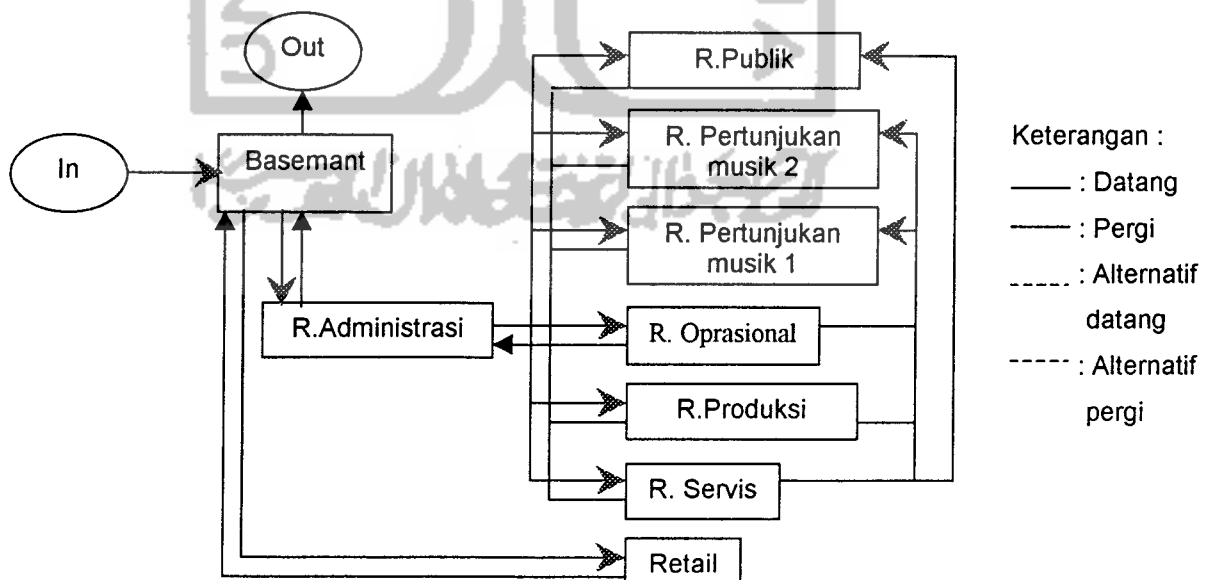 Out
In
Basemant
R.Administrasi
R.Publik
R. Pertunjukan
musik 2
R. Pertunjukan
musik 1
R. Oprasional
R.Produksi
R. Servis
Retail
Keterangan :
: Datang
: Pergi
: Alternatif
datang
: Alternatif
pergi